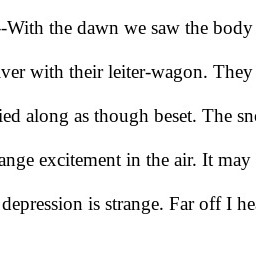 --With the dawn we saw the body
ver with their leiter-wagon. They
ied along as though beset. The sn
ange excitement in the air. It may
depression is strange. Far off I he